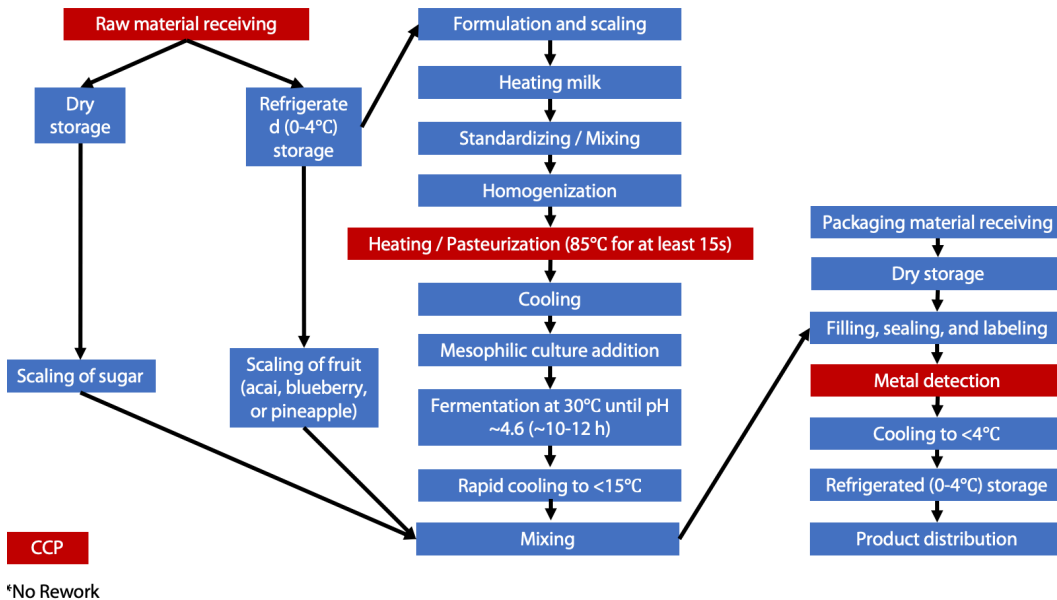 Raw material receiving
Dry
storage
Refrigerate
d (0-4°C)
storage
Scaling of sugar
Scaling of fruit
(acai, blueberry,
or pineapple)
Formulation and scaling
Heating milk
Standardizing / Mixing
Homogenization
Heating / Pasteurization (85°C for at least 15s)
Cooling
Mesophilic culture addition
Fermentation at 30°C until pH
~4.6 (~10-12 h)
Rapid cooling to <15°C
Mixing
Packaging material receiving
Dry storage
Filling, sealing, and labeling
Metal detection
Cooling to <4°C
Refrigerated (0-4°C) storage
Product distribution
CCP
*No Rework